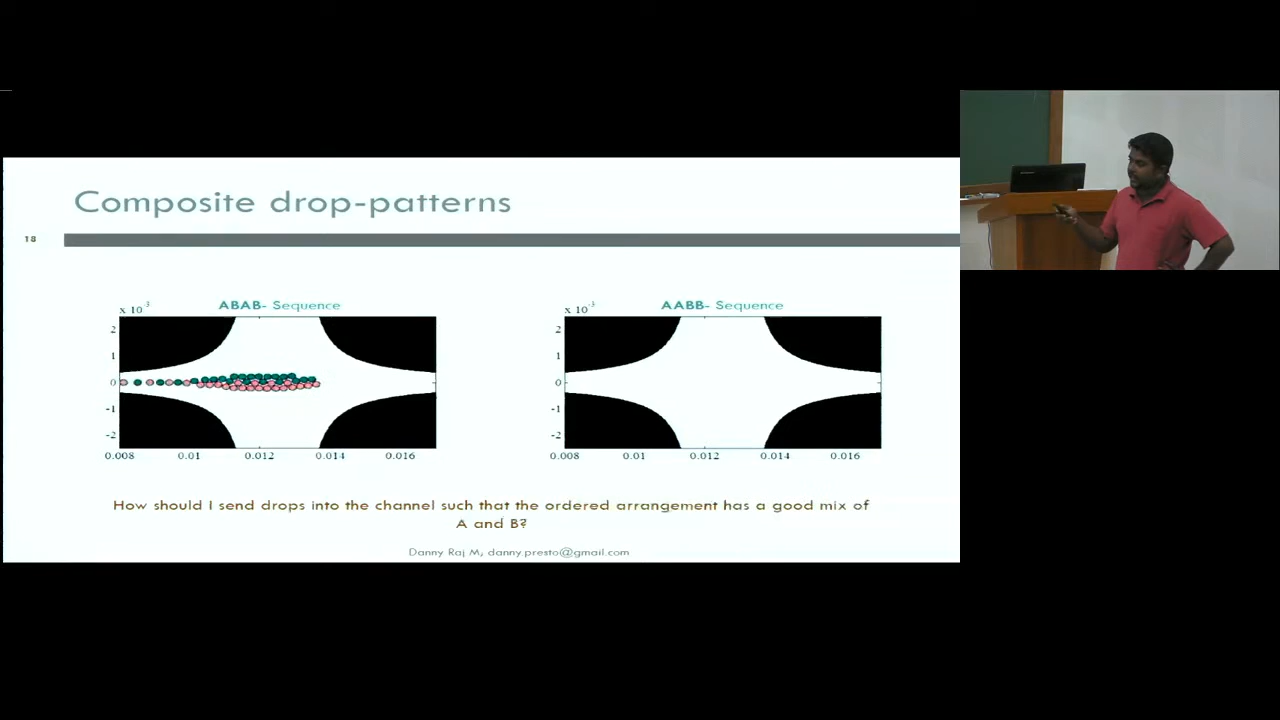 Composite drop-patterns
18
ABAB- Sequence
x 10⁻³
2
1
0
-1
-2
0.008 0.01 0.012 0.014 0.016
AABB- Sequence
x 10⁻³
2
1
0
-1
-2
0.008 0.01 0.012 0.014 0.016
How should I send drops into the channel such that the ordered arrangement has a good mix of
A and B?
Danny Raj M, danny.presto@gmail.com